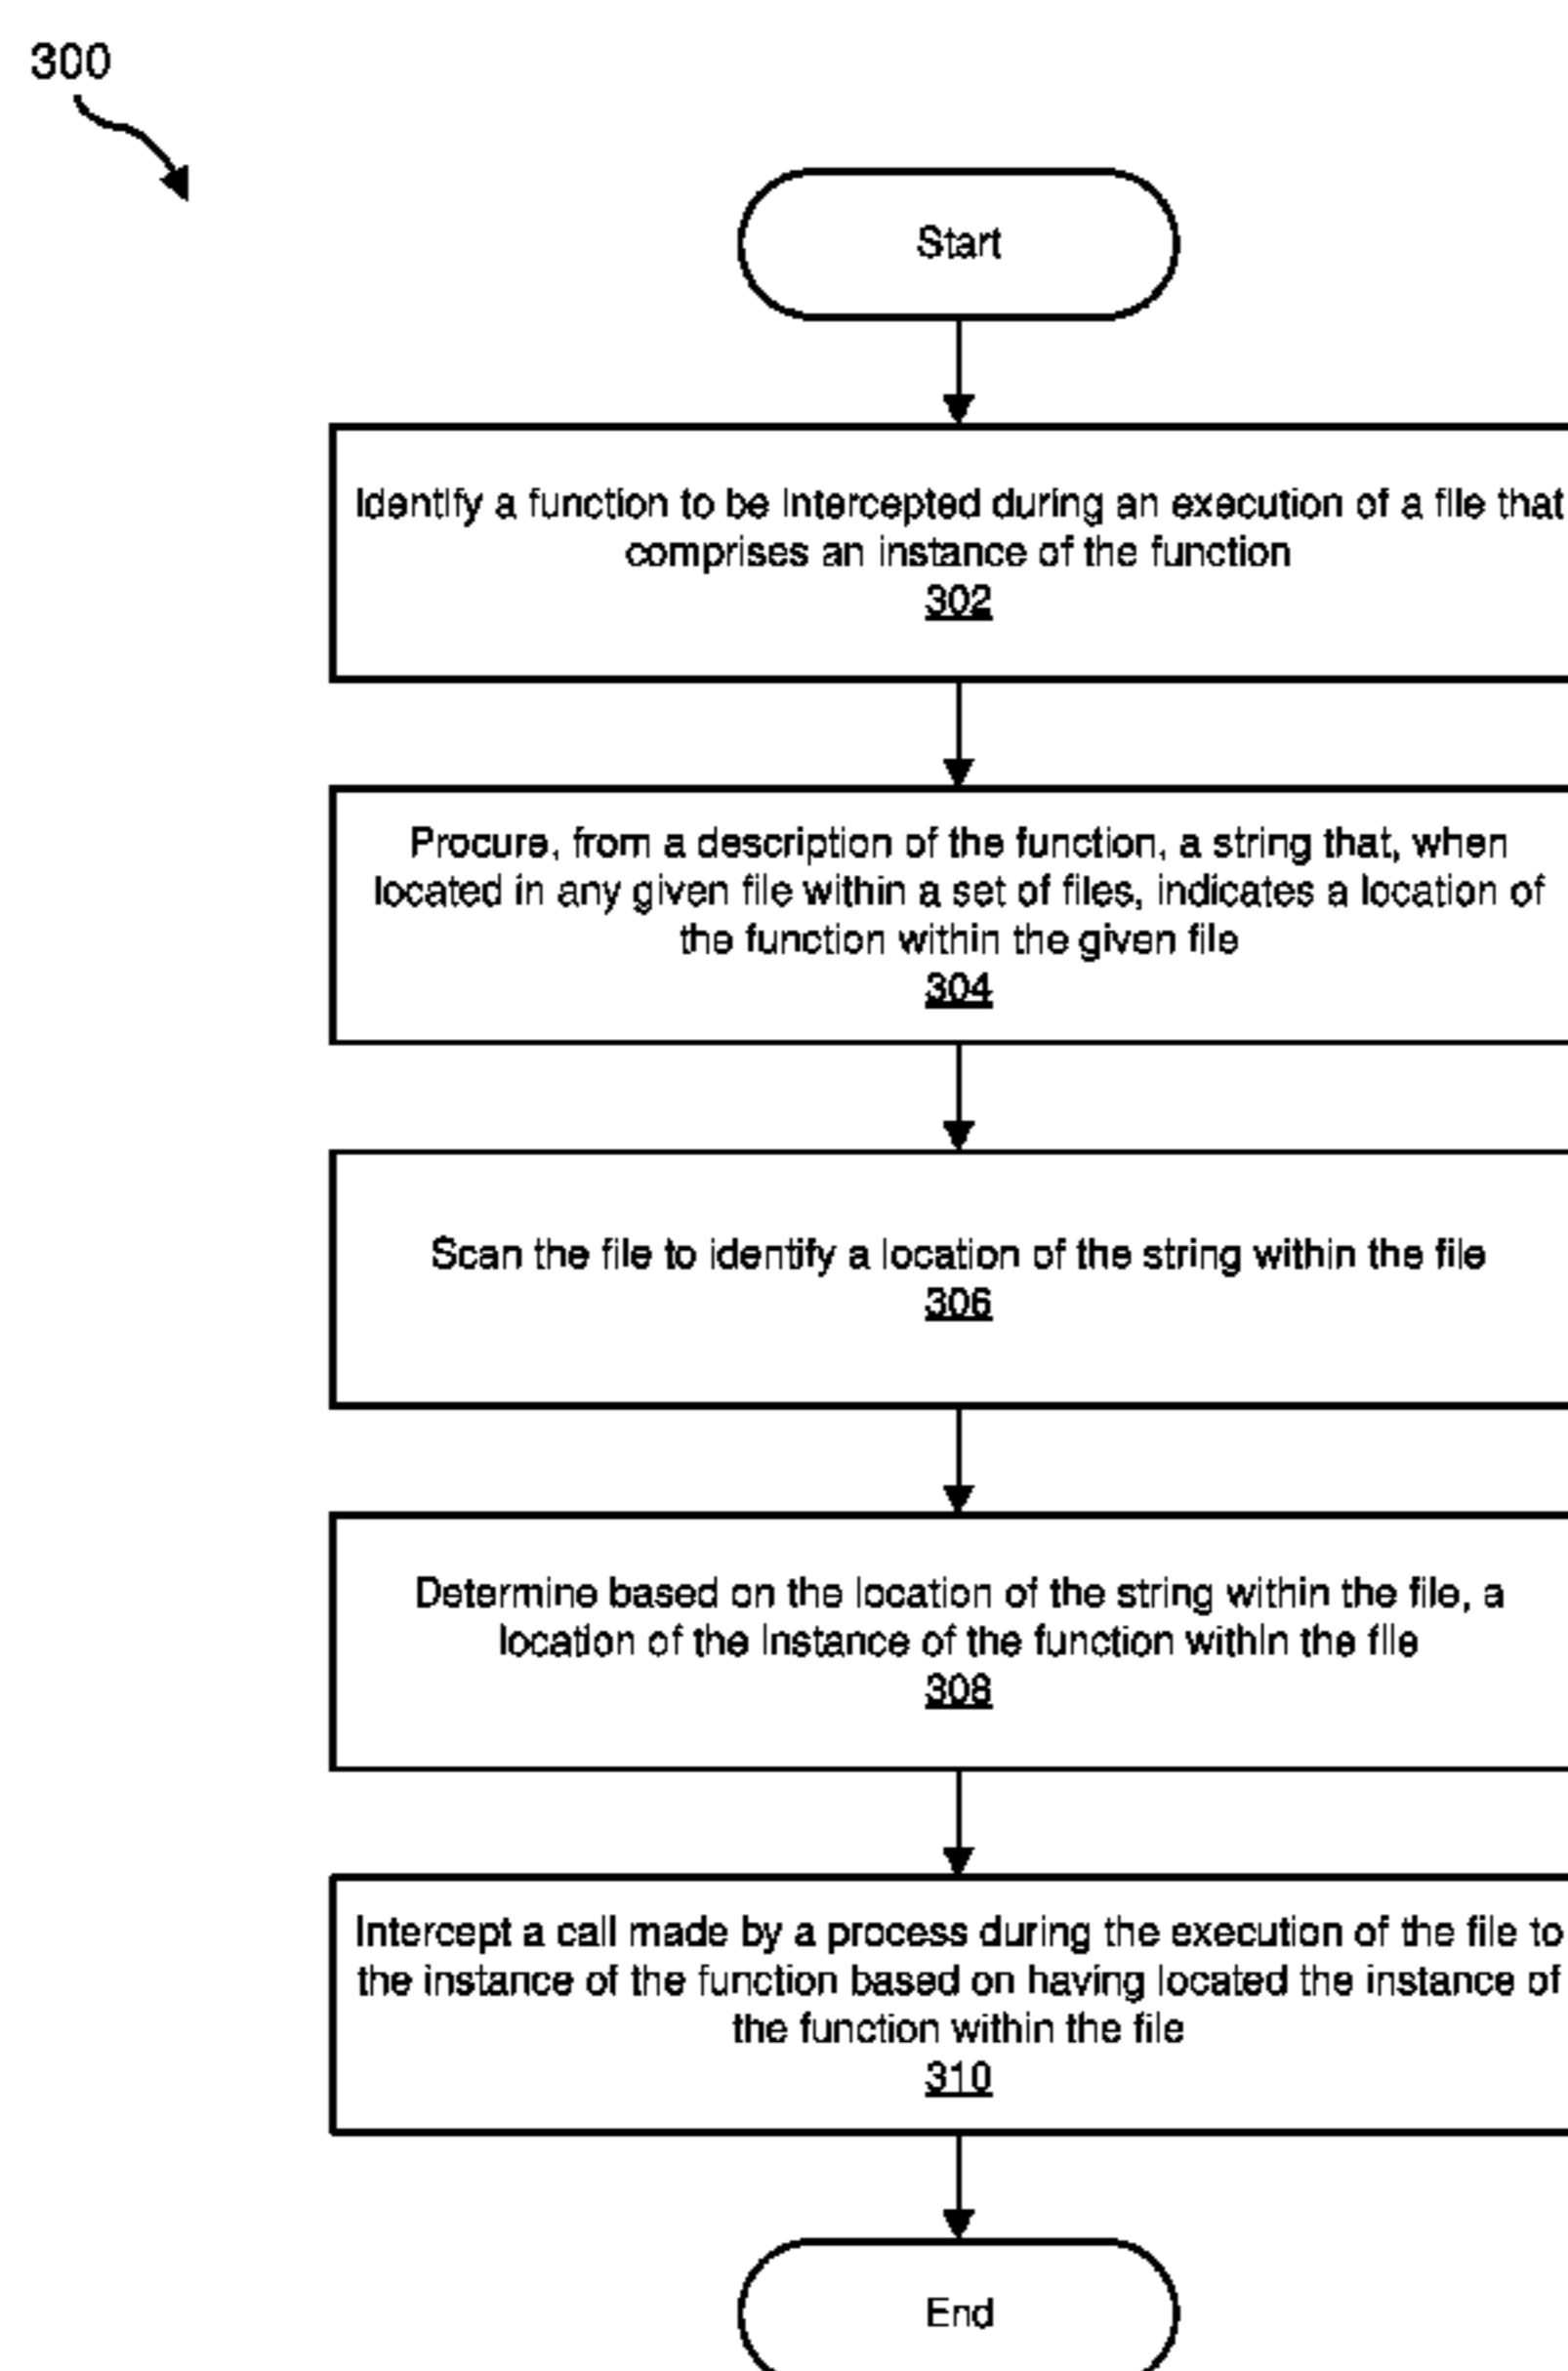 300
Start
Identify a function to be intercepted during an execution of a file that
comprises an instance of the function
302
Procure, from a description of the function, a string that, when
located in any given file within a set of files, indicates a location of
the function within the given file
304
Scan the file to identify a location of the string within the file
306
Determine based on the location of the string within the file, a
location of the instance of the function within the file
308
Intercept a call made by a process during the execution of the file to
the instance of the function based on having located the instance of
the function within the file
310
End